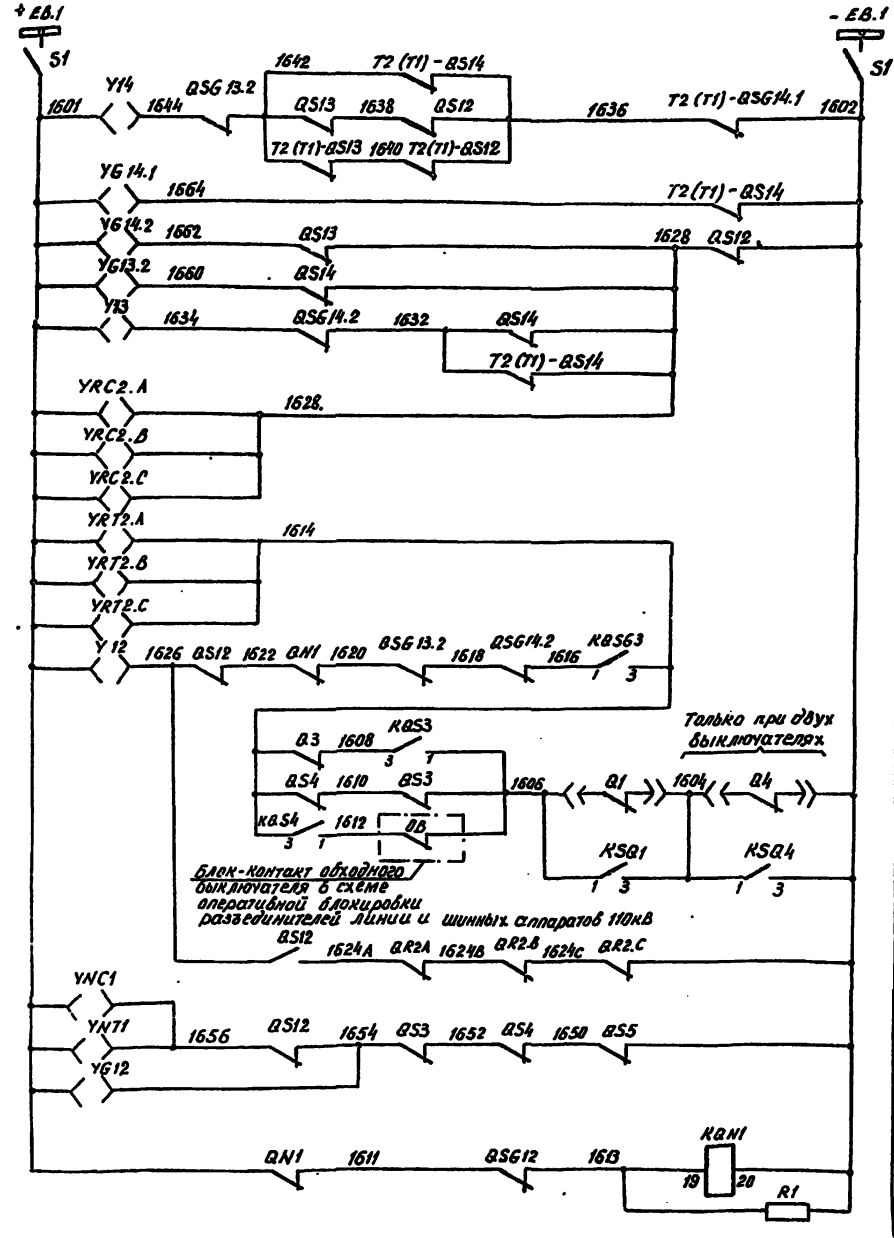 + EB.1 - EB.1
S1 S1
1601 Y14 1644 QSG 13.2 1642 T2 (T1) - QS14
QS13 1638 QS12 1636 T2 (T1) - QSG14.1 1602
T2 (T1)-QS13 1640 T2(T1)-QS12
YG 14.1 1664 T2(T1) - QS14
YG14.2 1662 QS13 1628 QS12
YG13.2 1660 QS14
Y13 1634 QSG14.2 1632 QS14
T2(T1) - QS14
YRC2.A 1628.
YRC2.B
YRC2.C
YRT2.A 1614
YRT2.B
YRT2.C
Y12 1626 QS12 1622 QN1 1620 QSG 13.2 1618 QSG14.2 1616 KQSG3
1 3
Только при двух
выключателях
Q3 1608 KQS3
3 1
QS4 1610 QS3 1606 Q1 1604 Q4
KQS4 1612 ОВ
3 1
KSQ1 KSQ4
1 3 1 3
Блок-контакт обходного
выключателя в схеме
оперативной блокировки
разъединителей линии и шинных аппаратов 110кВ
QS12 1624A QR2A 1624B QR2.B 1624C QR2.C
YNC1
YNT1 1656 QS12 1654 QS3 1652 QS4 1650 QS5
YG12
QN1 1611 QSG12 1613 KQN1
19 20
R1